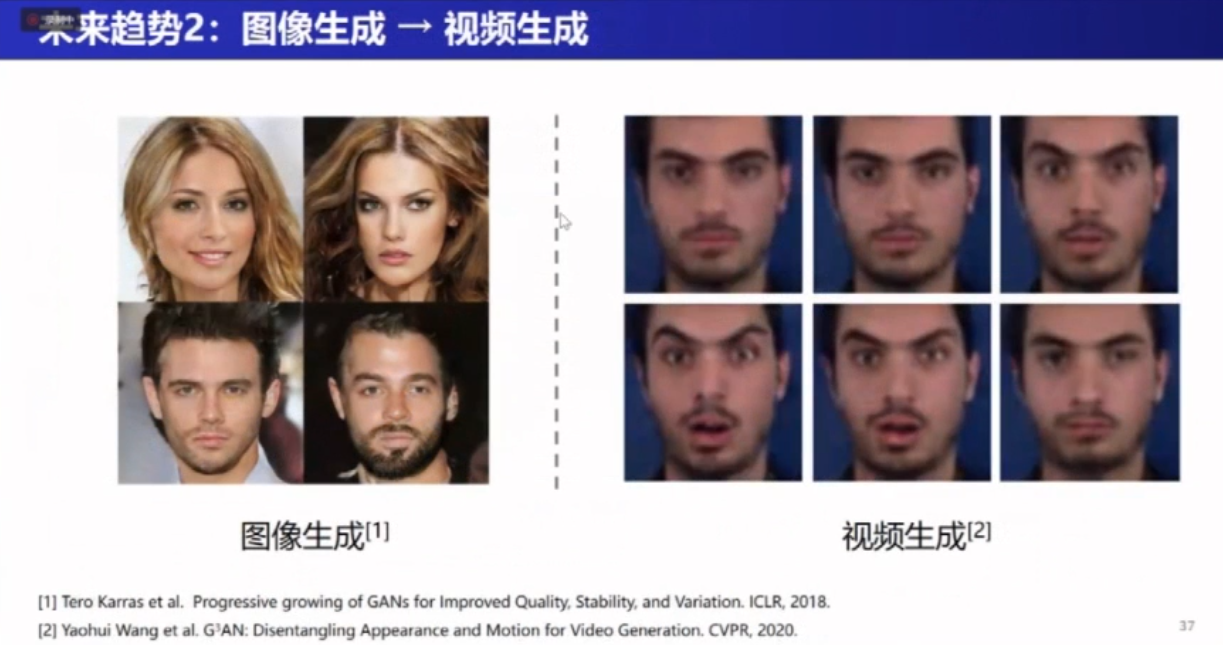 未来趋势2：图像生成 → 视频生成
图像生成[1]
视频生成[2]
[1] Tero Karras et al. Progressive growing of GANs for Improved Quality, Stability, and Variation. ICLR, 2018.
[2] Yaohui Wang et al. G³AN: Disentangling Appearance and Motion for Video Generation. CVPR, 2020.
37